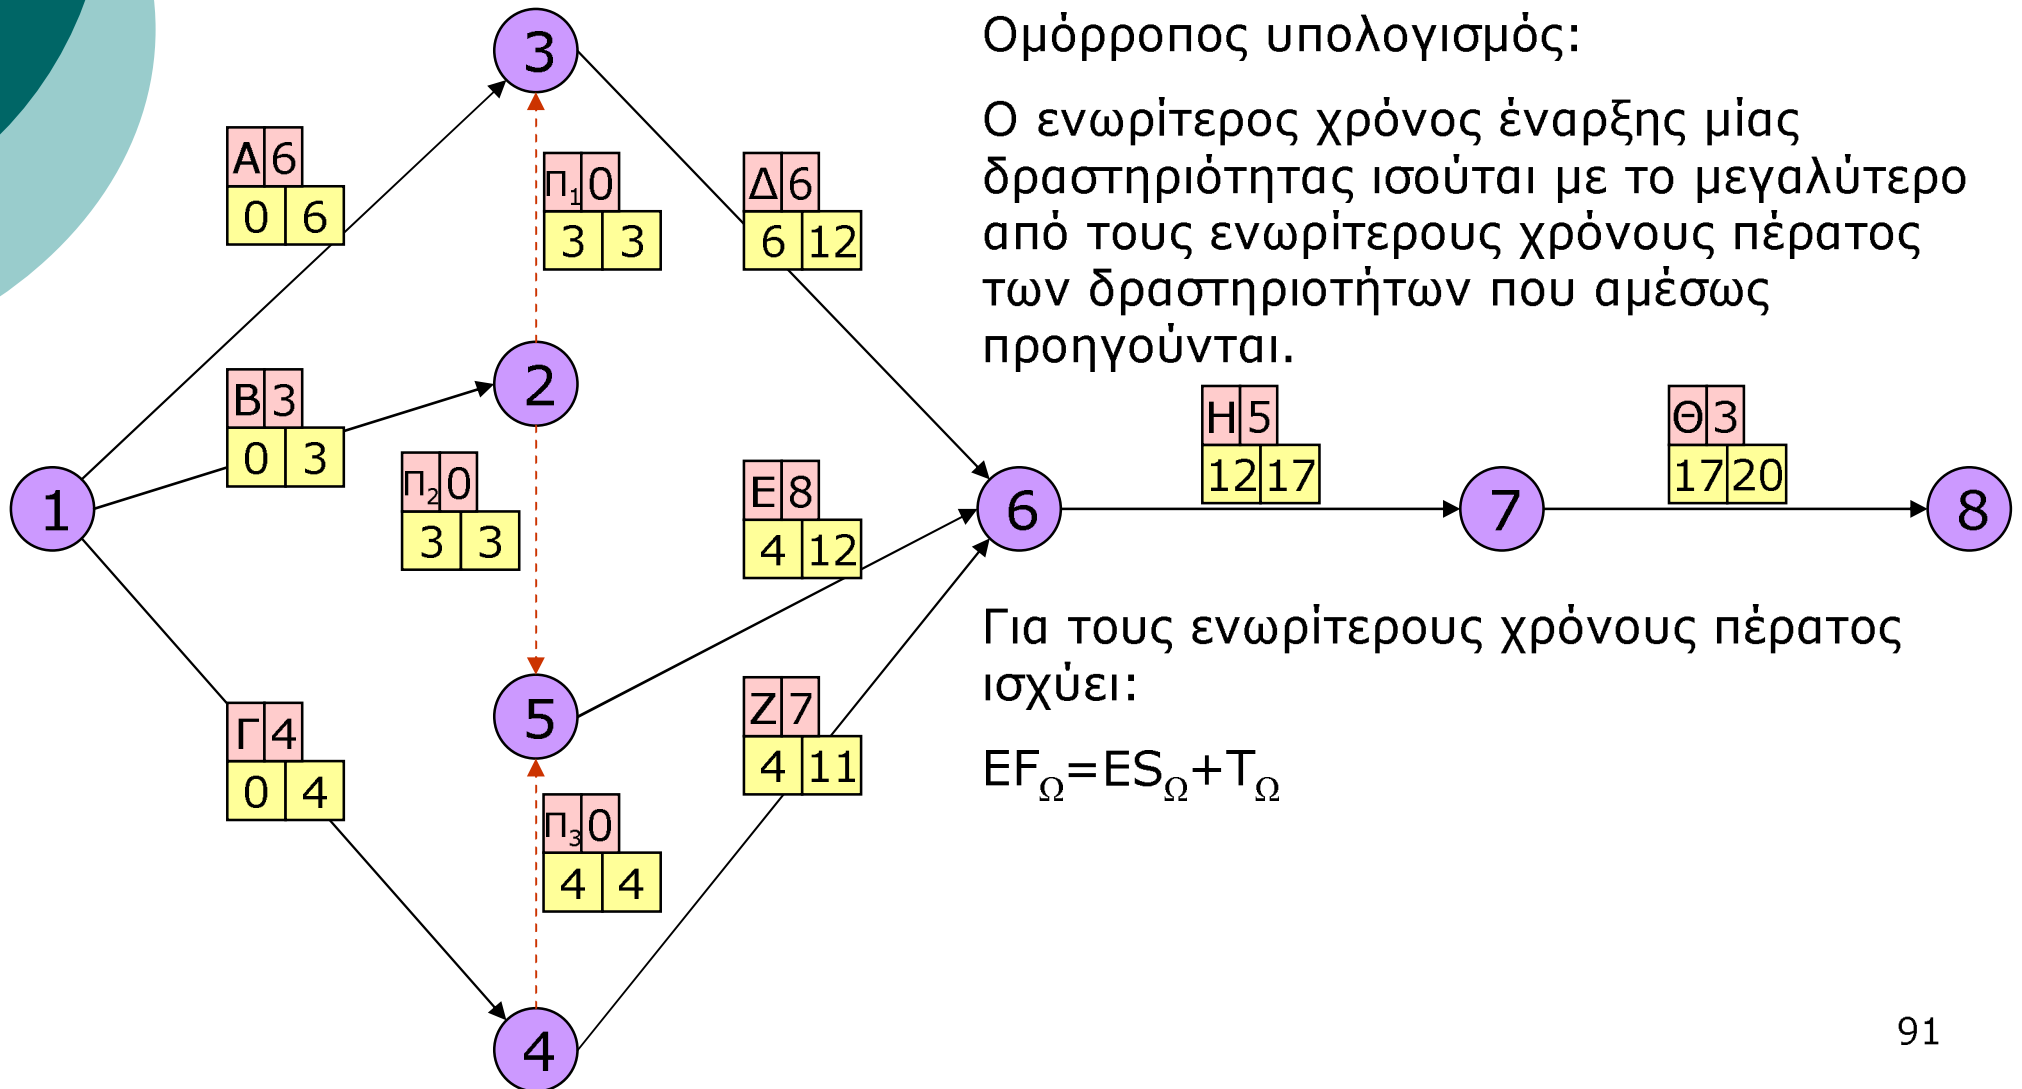 Ομόρροπος υπολογισμός:
Ο ενωρίτερος χρόνος έναρξης μίας
δραστηριότητας ισούται με το μεγαλύτερο
από τους ενωρίτερους χρόνους πέρατος
των δραστηριοτήτων που αμέσως
προηγούνται.
3
Α 6
0 6
Π1 0
3 3
Δ 6
6 12
2
Β 3
0 3
Π2 0
3 3
Ε 8
4 12
Η 5
12 17
Θ 3
17 20
1
6
7
8
5
Γ 4
0 4
Ζ 7
4 11
Π3 0
4 4
4
Για τους ενωρίτερους χρόνους πέρατος
ισχύει:
EFΩ=ESΩ+TΩ
91